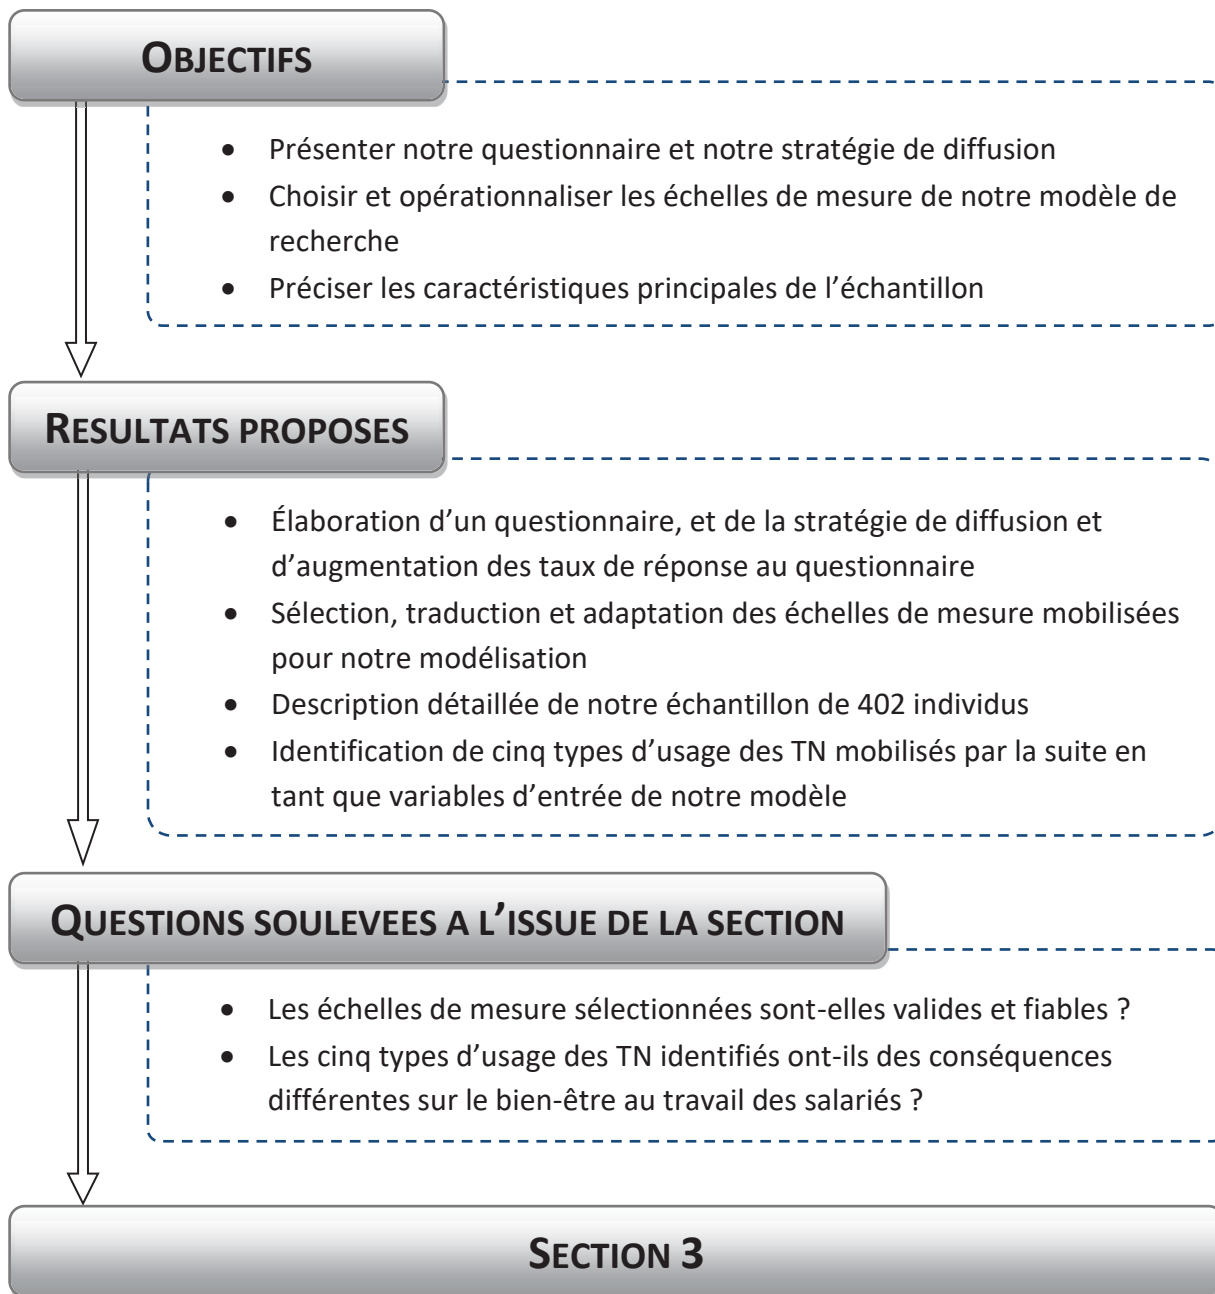 OBJECTIFS
• Présenter notre questionnaire et notre stratégie de diffusion
• Choisir et opérationnaliser les échelles de mesure de notre modèle de
recherche
• Préciser les caractéristiques principales de l’échantillon
RESULTATS PROPOSES
• Élaboration d’un questionnaire, et de la stratégie de diffusion et
d’augmentation des taux de réponse au questionnaire
• Sélection, traduction et adaptation des échelles de mesure mobilisées
pour notre modélisation
• Description détaillée de notre échantillon de 402 individus
• Identification de cinq types d’usage des TN mobilisés par la suite en
tant que variables d’entrée de notre modèle
QUESTIONS SOULEVEES A L’ISSUE DE LA SECTION
• Les échelles de mesure sélectionnées sont-elles valides et fiables ?
• Les cinq types d’usage des TN identifiés ont-ils des conséquences
différentes sur le bien-être au travail des salariés ?
SECTION 3